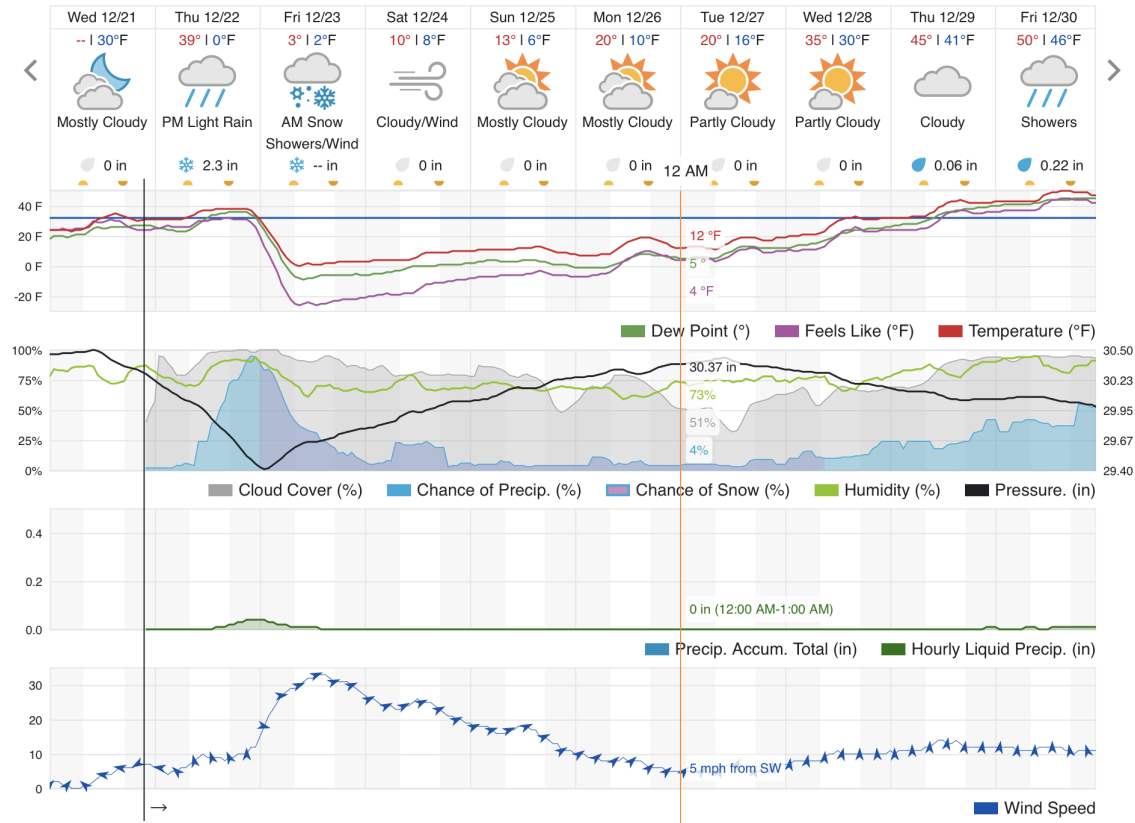 Wed 12/21 Thu 12/22 Fri 12/23 Sat 12/24 Sun 12/25 Mon 12/26 Tue 12/27 Wed 12/28 Thu 12/29 Fri 12/30
-- | 30°F 39° | 0°F 3° | 2°F 10° | 8°F 13° | 6°F 20° | 10°F 20° | 16°F 35° | 30°F 45° | 41°F 50° | 46°F
Mostly Cloudy PM Light Rain AM Snow Showers/Wind Cloudy/Wind Mostly Cloudy Mostly Cloudy Partly Cloudy Partly Cloudy Cloudy Showers
0 in 2.3 in -- in 0 in 0 in 0 in 0 in 0 in 0.06 in 0.22 in
12 AM
40 F
20 F
0 F
-20 F
12 °F
5 °
4 °F
Dew Point (°) Feels Like (°F) Temperature (°F)
100% 30.50
75% 30.23
50% 29.95
25% 29.67
0% 29.40
30.37 in
73%
51%
4%
Cloud Cover (%) Chance of Precip. (%) Chance of Snow (%) Humidity (%) Pressure. (in)
0.4
0.2
0.0
0 in (12:00 AM-1:00 AM)
Precip. Accum. Total (in) Hourly Liquid Precip. (in)
30
20
10
0
5 mph from SW
→
Wind Speed